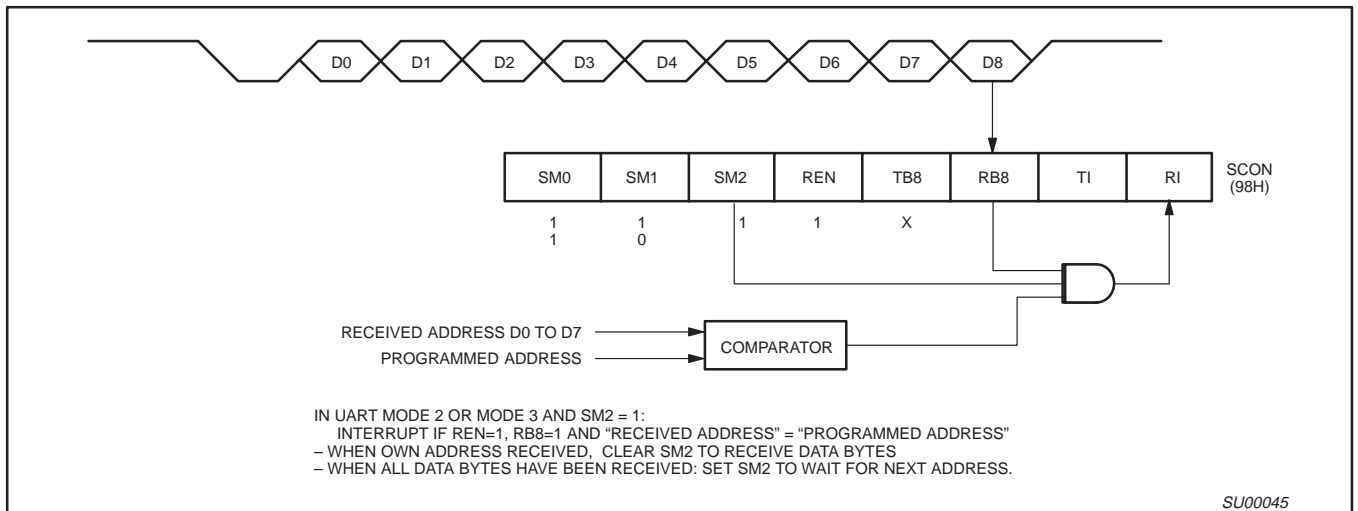 D0 D1 D2 D3 D4 D5 D6 D7 D8
SM0 SM1 SM2 REN TB8 RB8 TI RI
SCON
(98H)
1 1 1 1 X
1 0
RECEIVED ADDRESS D0 TO D7
PROGRAMMED ADDRESS
COMPARATOR
IN UART MODE 2 OR MODE 3 AND SM2 = 1:
INTERRUPT IF REN=1, RB8=1 AND “RECEIVED ADDRESS” = “PROGRAMMED ADDRESS”
– WHEN OWN ADDRESS RECEIVED, CLEAR SM2 TO RECEIVE DATA BYTES
– WHEN ALL DATA BYTES HAVE BEEN RECEIVED: SET SM2 TO WAIT FOR NEXT ADDRESS.
SU00045